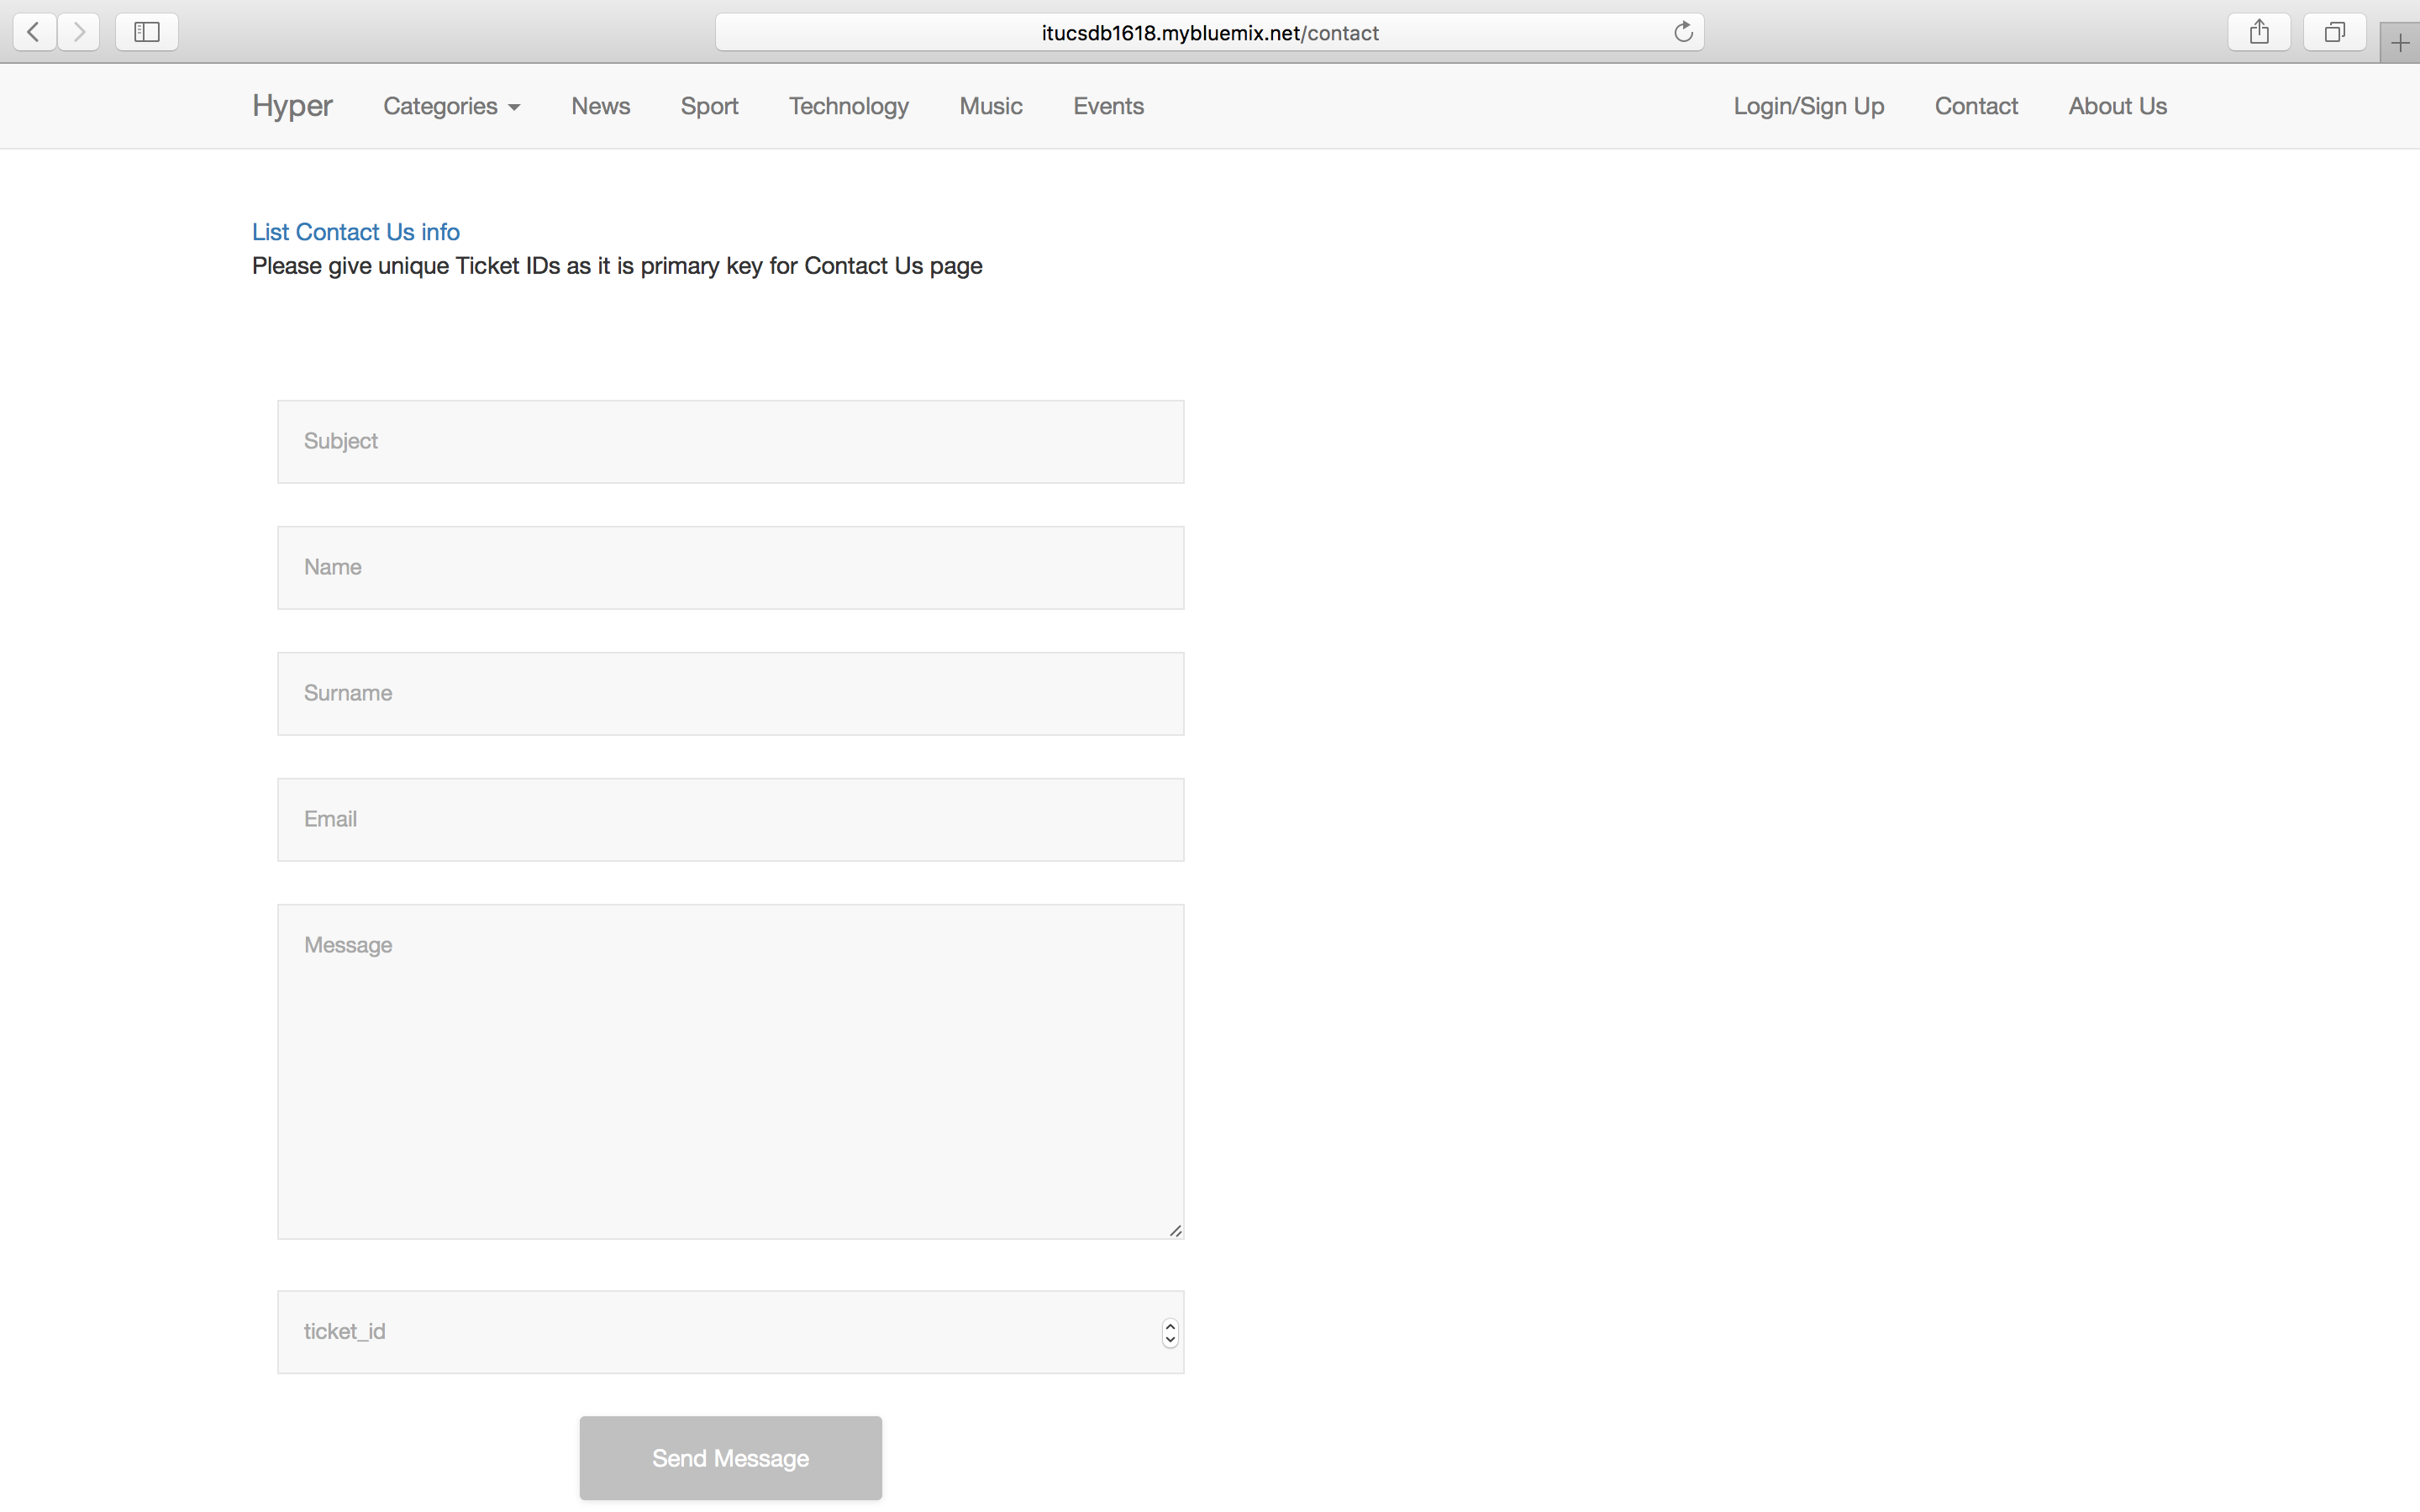 itucsdb1618.mybluemix.net/contact
Hyper Categories News Sport Technology Music Events Login/Sign Up Contact About Us
List Contact Us info
Please give unique Ticket IDs as it is primary key for Contact Us page
Subject
Name
Surname
Email
Message
ticket_id
Send Message